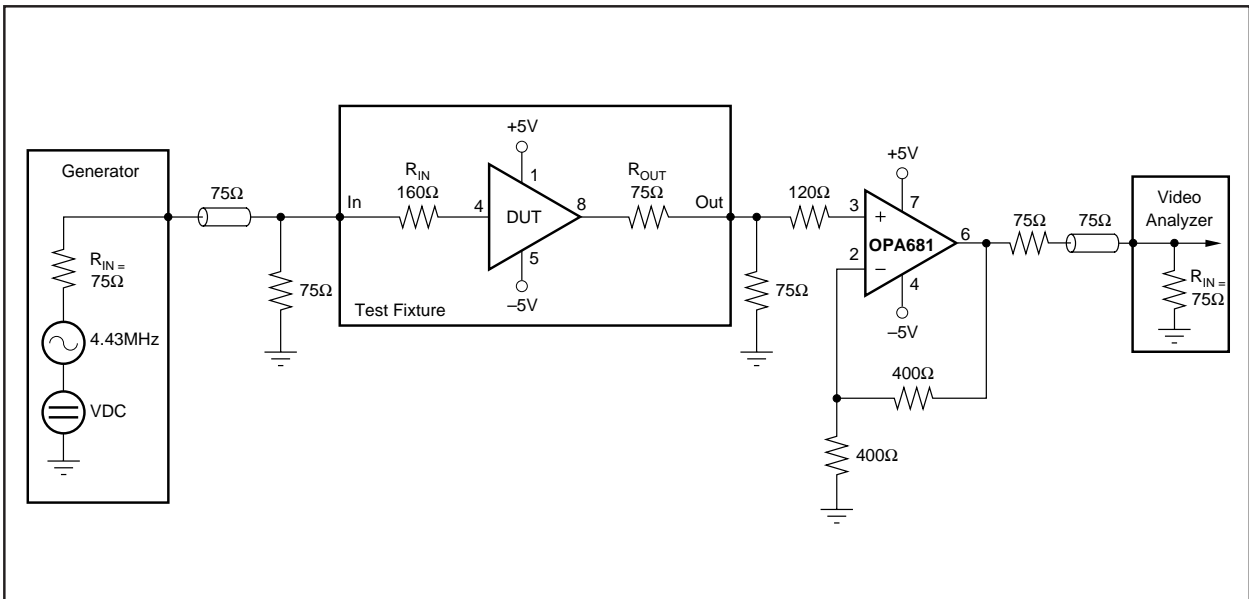 Generator
R_IN =
75Ω
4.43MHz
VDC
75Ω
75Ω
In
R_IN
160Ω
4
+5V
1
DUT
5
–5V
8
R_OUT
75Ω
Out
Test Fixture
75Ω
120Ω
3
+
2
–
+5V
7
OPA681
4
–5V
6
400Ω
400Ω
75Ω
75Ω
Video
Analyzer
R_IN =
75Ω